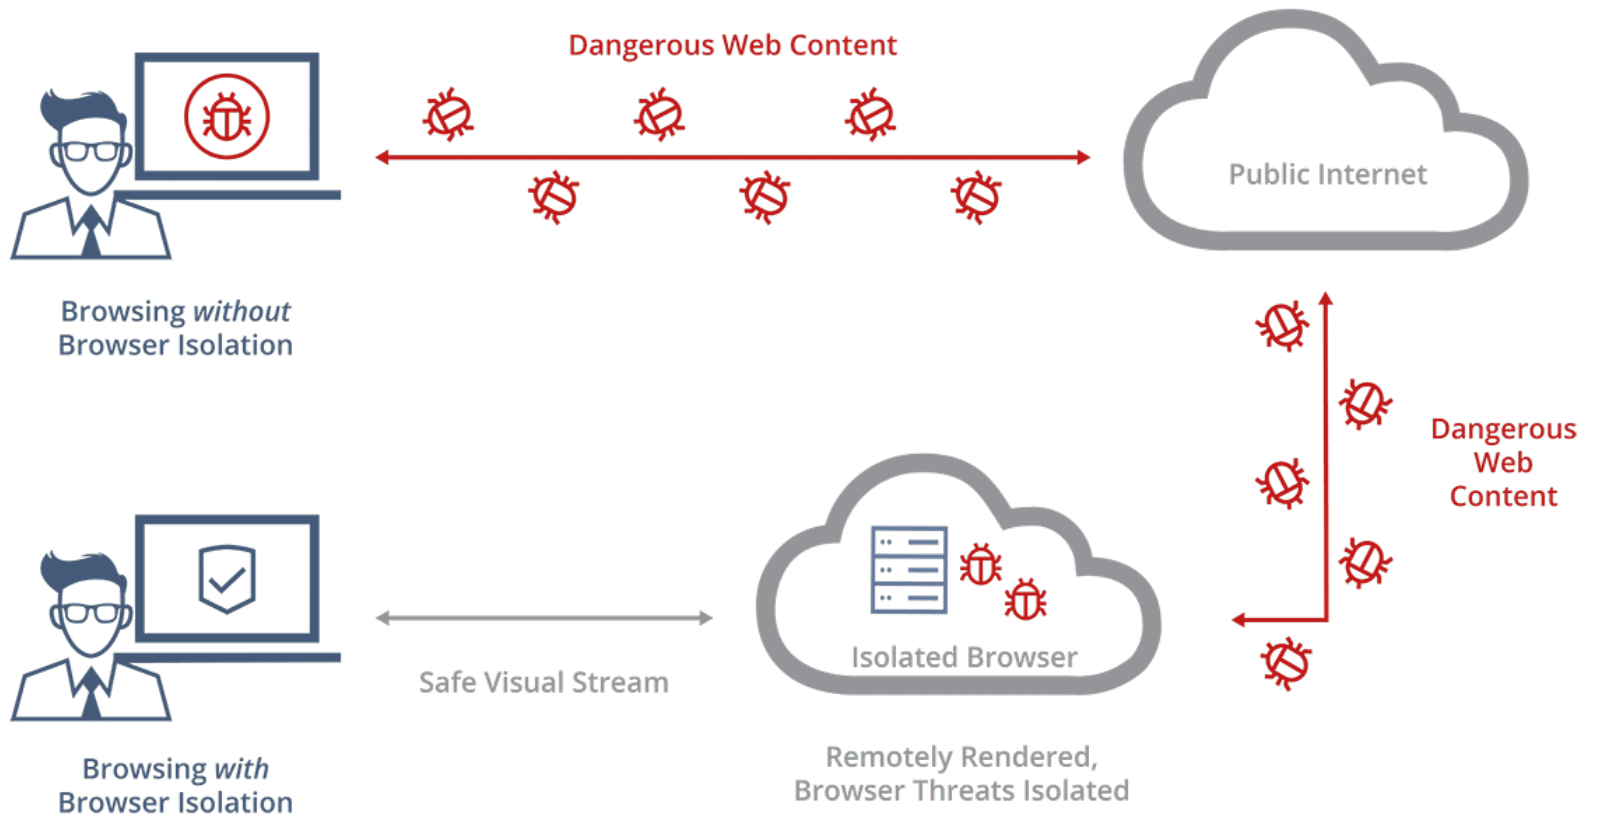 Dangerous Web Content
Public Internet
Browsing without
Browser Isolation
Dangerous
Web
Content
Isolated Browser
Safe Visual Stream
Remotely Rendered,
Browser Threats Isolated
Browsing with
Browser Isolation